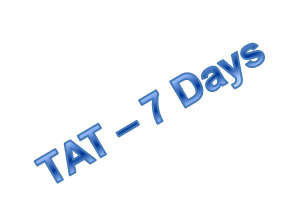 TAT – 7 Days